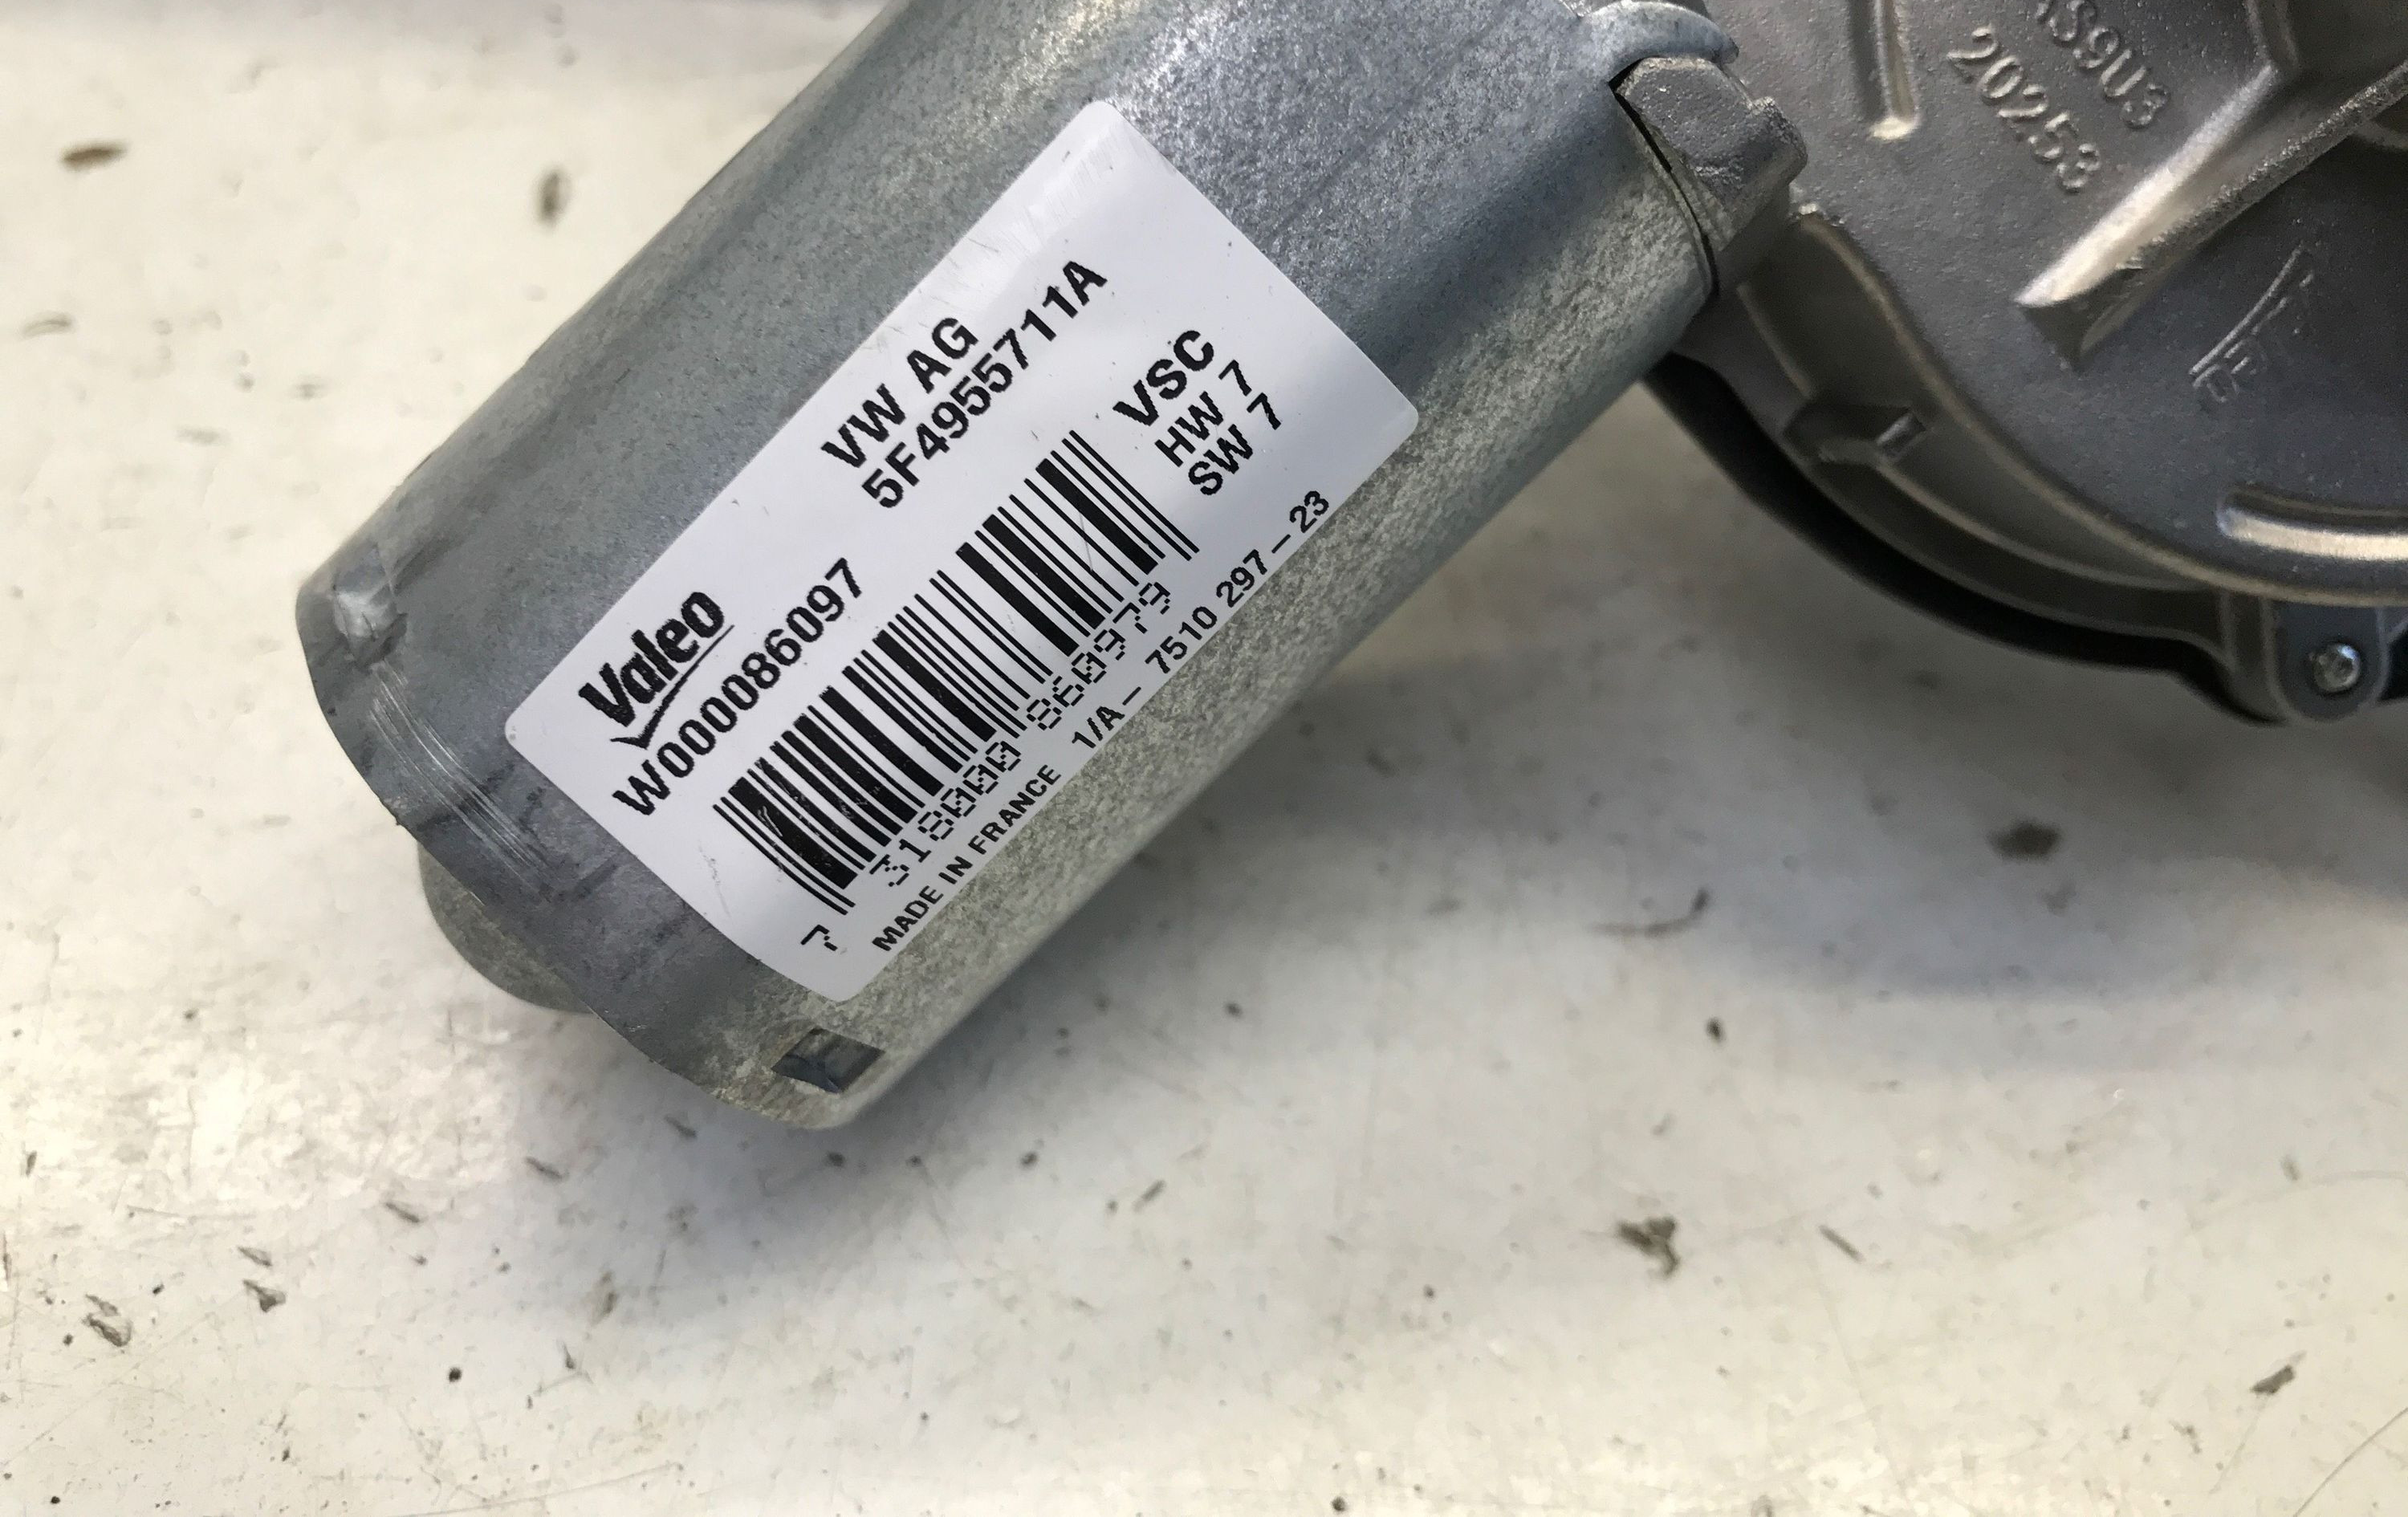 Valeo
VW AG
5F4955711A
W000086097
VSC
HW 7
SW 7
7 318000 860979
MADE IN FRANCE 1/A- 7510 297-23
20253